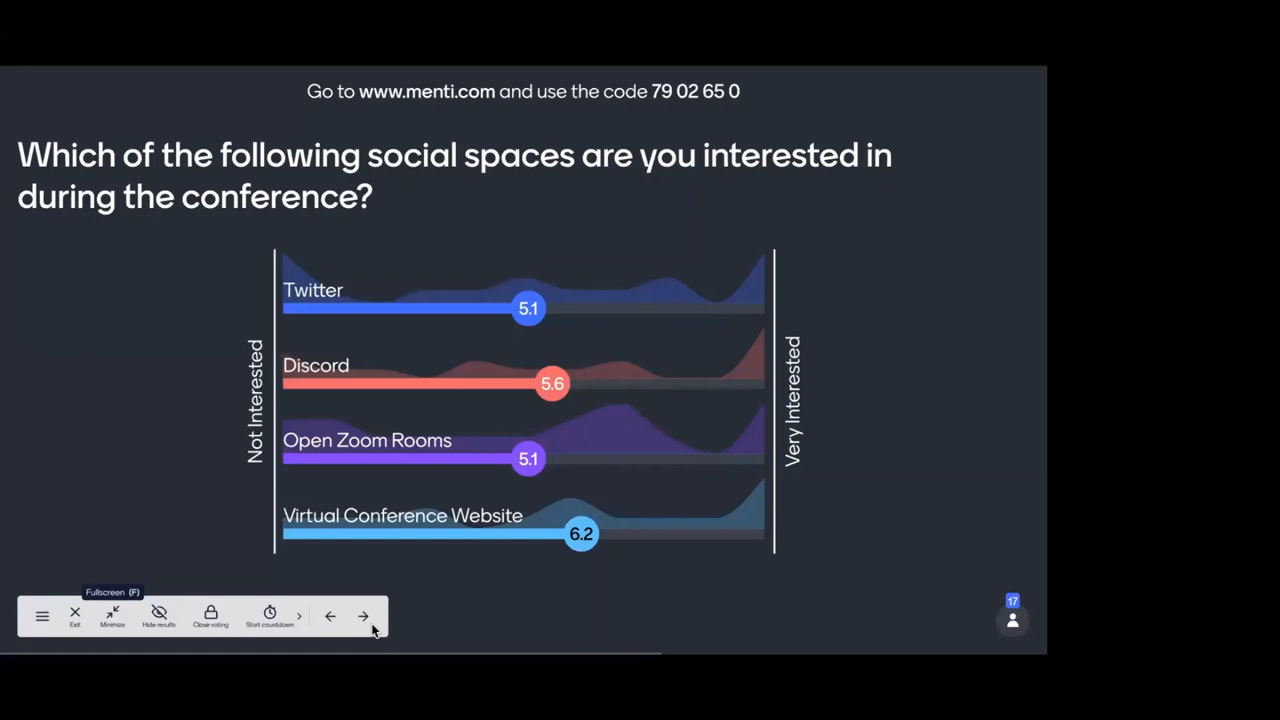 Go to www.menti.com and use the code 79 02 65 0
Which of the following social spaces are you interested in
during the conference?
Not Interested
Twitter
5.1
Discord
5.6
Open Zoom Rooms
5.1
Virtual Conference Website
6.2
Very Interested
Fullscreen (F)
Exit
Minimize
Hide results
Close voting
Start countdown
17